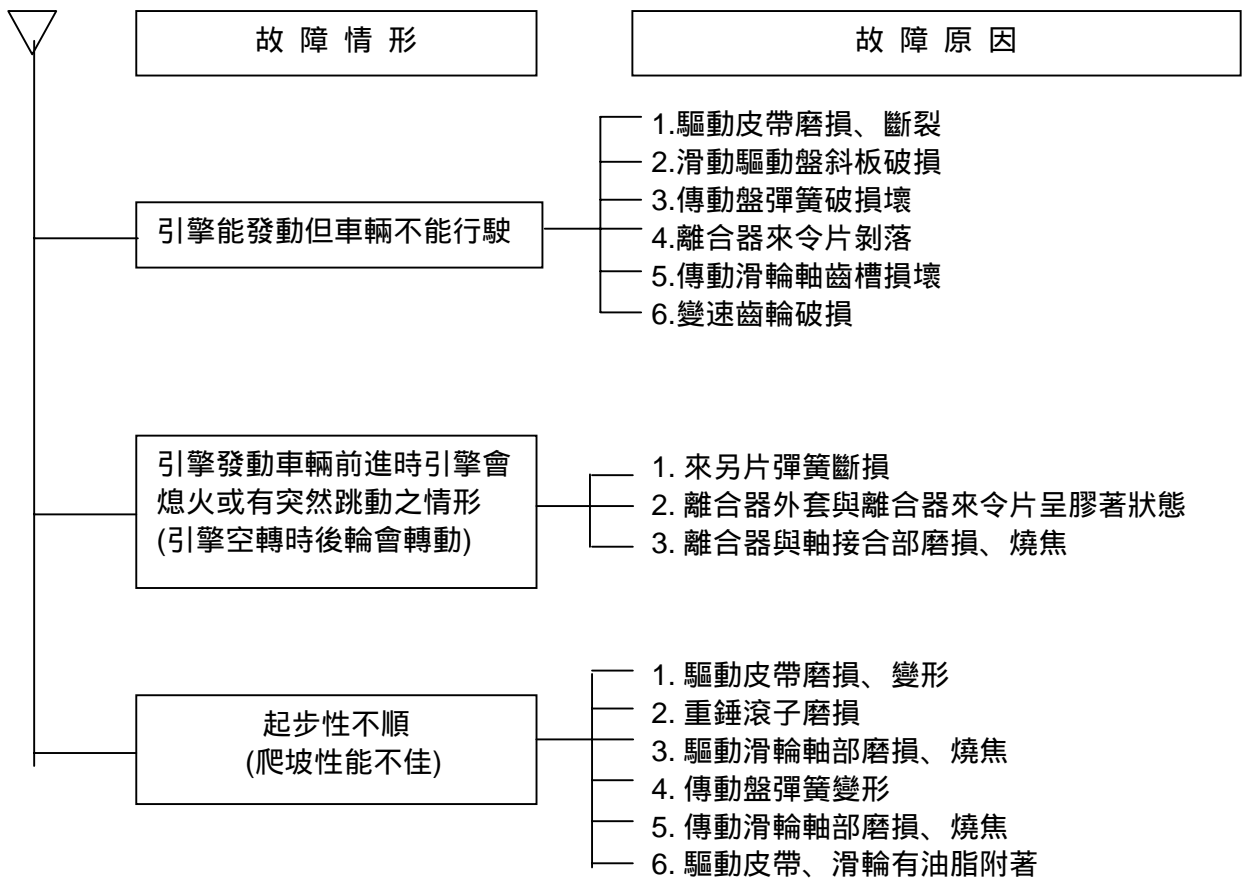 故 障 情 形
故 障 原 因
引擎能發動但車輛不能行駛
1.驅動皮帶磨損、斷裂
2.滑動驅動盤斜板破損
3.傳動盤彈簧破損壞
4.離合器來令片剝落
5.傳動滑輪軸齒槽損壞
6.變速齒輪破損
引擎發動車輛前進時引擎會
熄火或有突然跳動之情形
(引擎空轉時後輪會轉動)
1. 來另片彈簧斷損
2. 離合器外套與離合器來令片呈膠著狀態
3. 離合器與軸接合部磨損、燒焦
起步性不順
(爬坡性能不佳)
1. 驅動皮帶磨損、變形
2. 重錘滾子磨損
3. 驅動滑輪軸部磨損、燒焦
4. 傳動盤彈簧變形
5. 傳動滑輪軸部磨損、燒焦
6. 驅動皮帶、滑輪有油脂附著